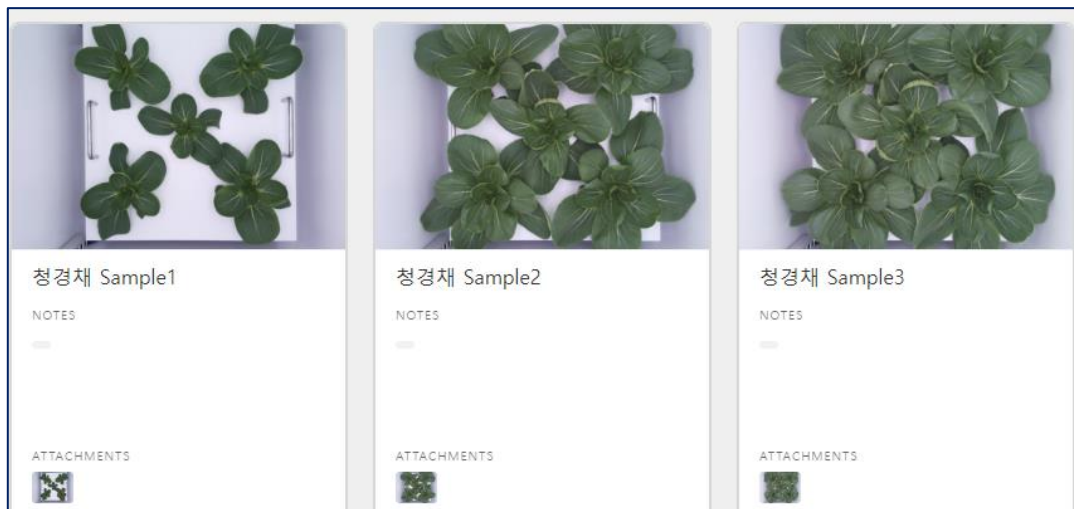 청경채 Sample1
NOTES
ATTACHMENTS
청경채 Sample2
NOTES
ATTACHMENTS
청경채 Sample3
NOTES
ATTACHMENTS